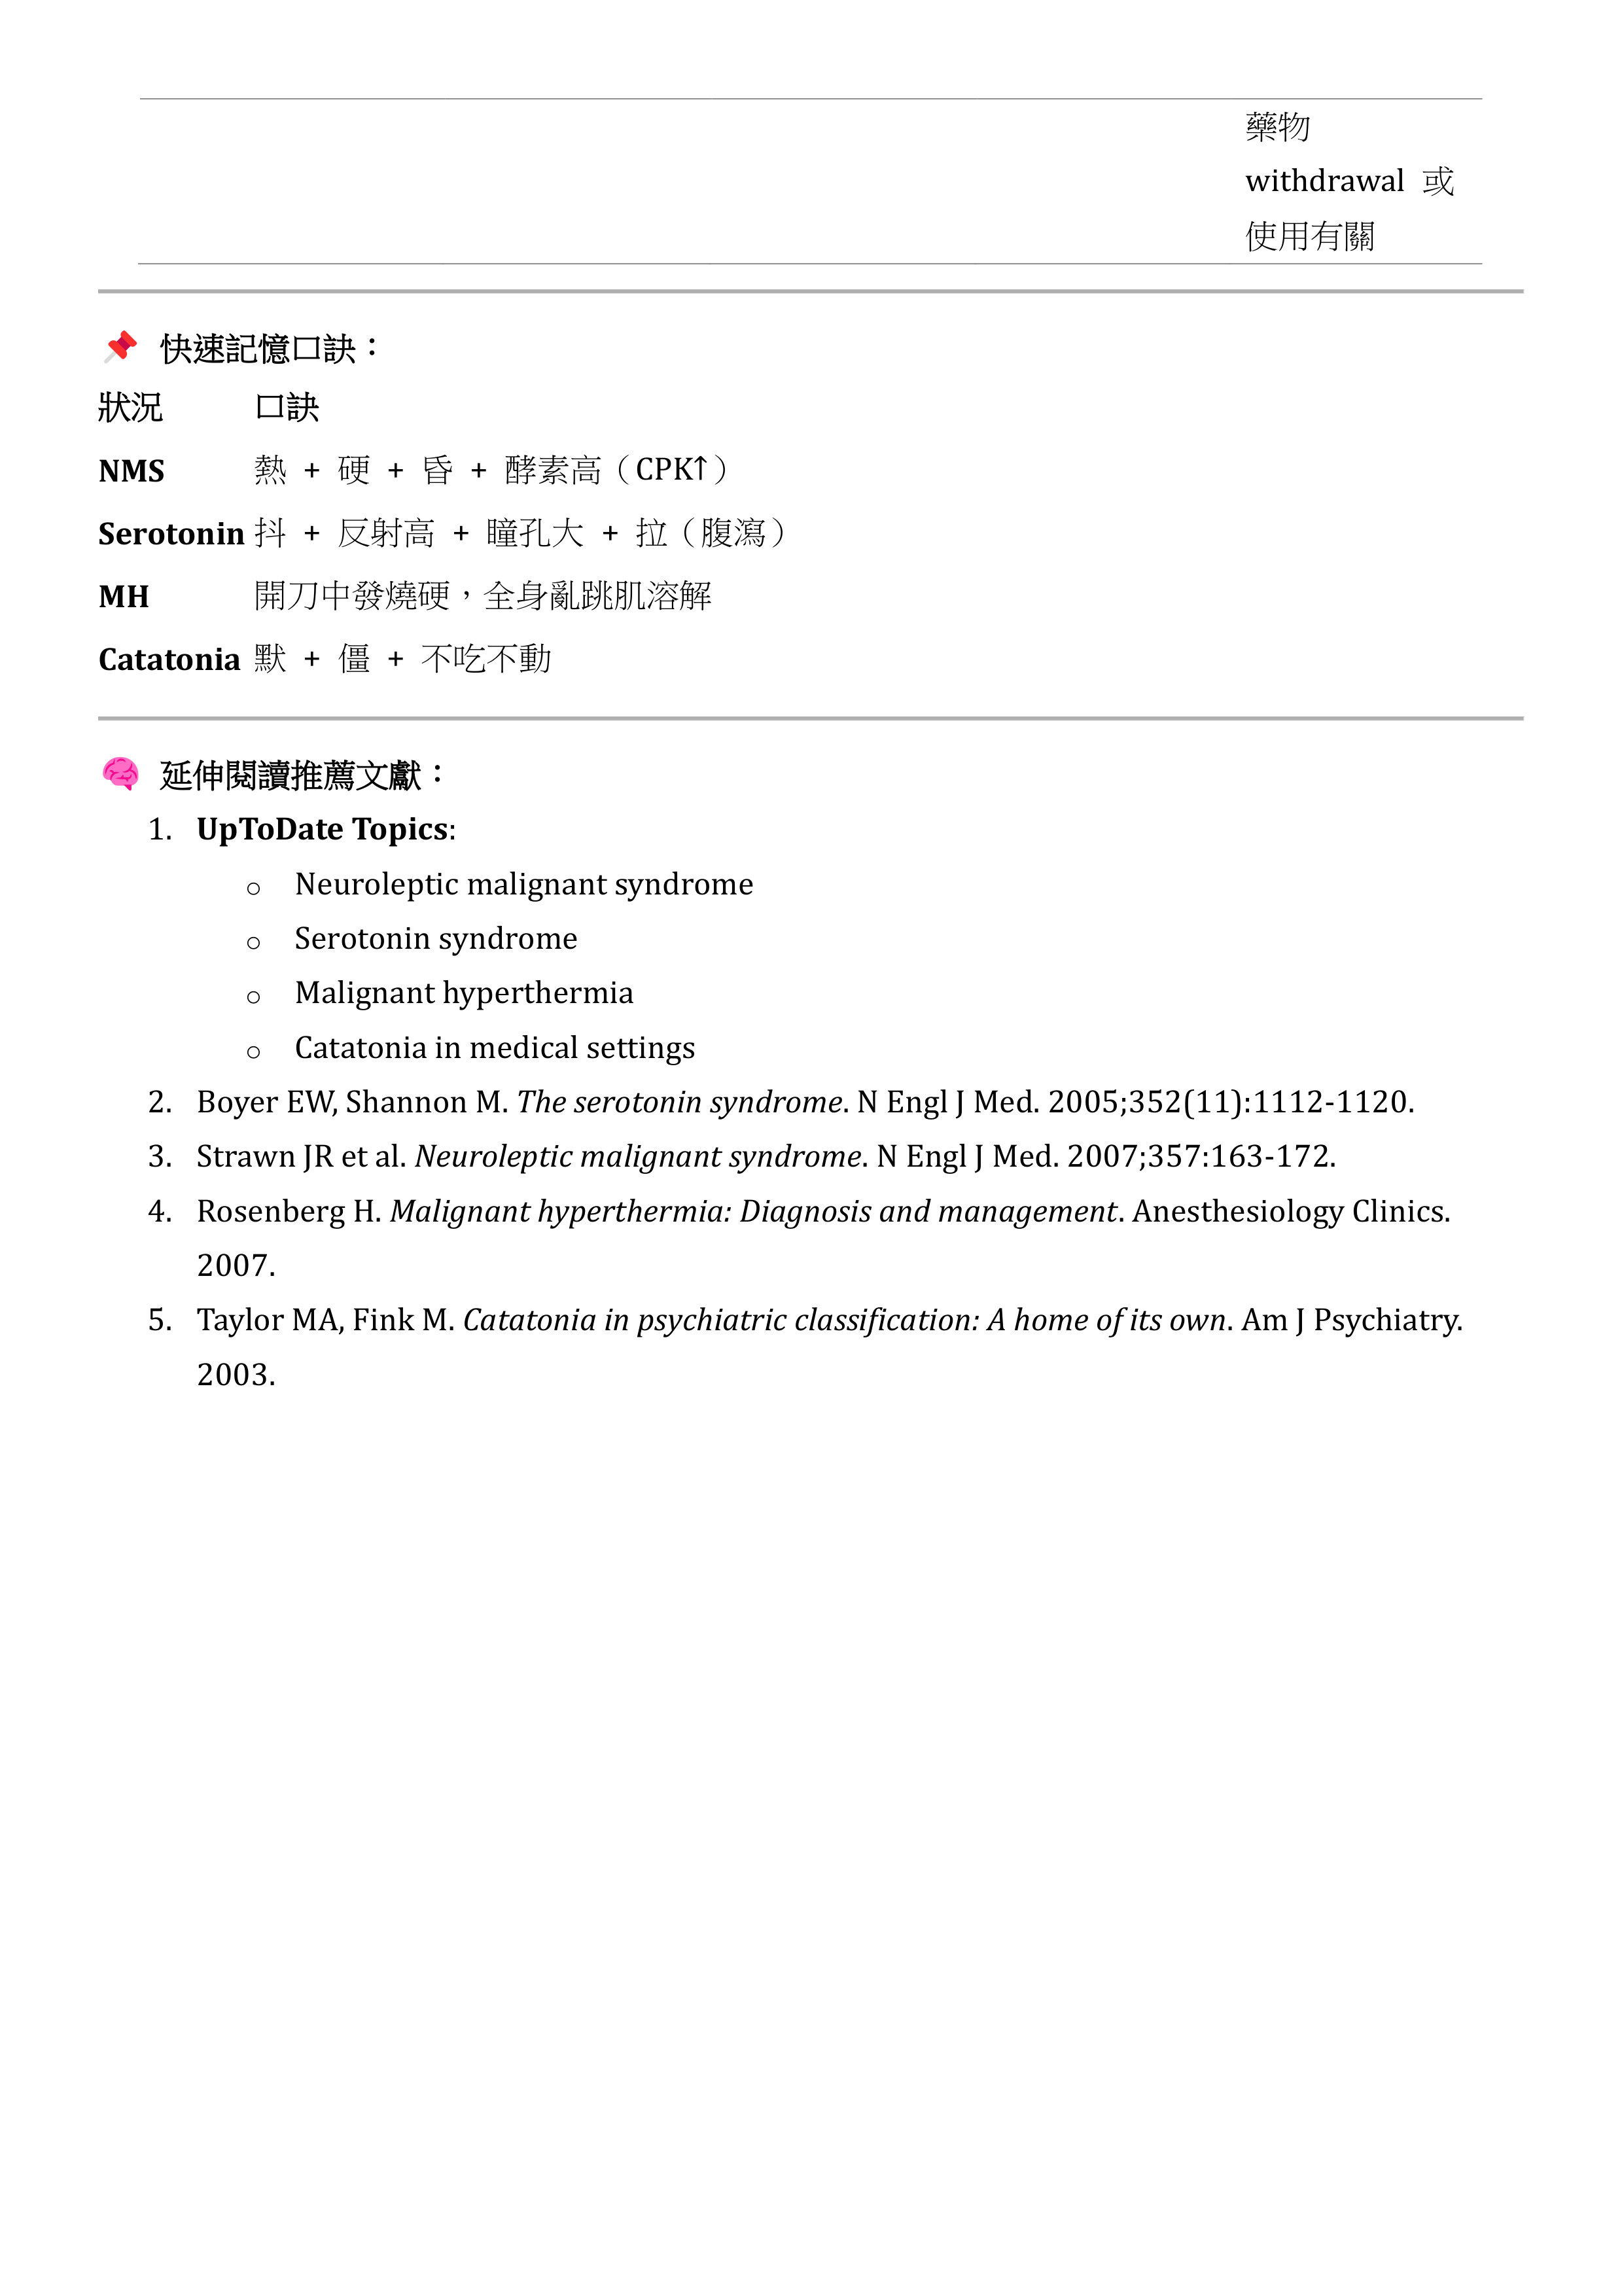 藥物
withdrawal 或
使用有關
📌 快速記憶口訣：
狀況 口訣
NMS 熱 + 硬 + 昏 + 酵素高（CPK↑）
Serotonin 抖 + 反射高 + 瞳孔大 + 拉（腹瀉）
MH 開刀中發燒硬，全身亂跳肌溶解
Catatonia 默 + 僵 + 不吃不動
🧠 延伸閱讀推薦文獻：
1. UpToDate Topics:
○ Neuroleptic malignant syndrome
○ Serotonin syndrome
○ Malignant hyperthermia
○ Catatonia in medical settings
2. Boyer EW, Shannon M. The serotonin syndrome. N Engl J Med. 2005;352(11):1112-1120.
3. Strawn JR et al. Neuroleptic malignant syndrome. N Engl J Med. 2007;357:163-172.
4. Rosenberg H. Malignant hyperthermia: Diagnosis and management. Anesthesiology Clinics.
2007.
5. Taylor MA, Fink M. Catatonia in psychiatric classification: A home of its own. Am J Psychiatry.
2003.